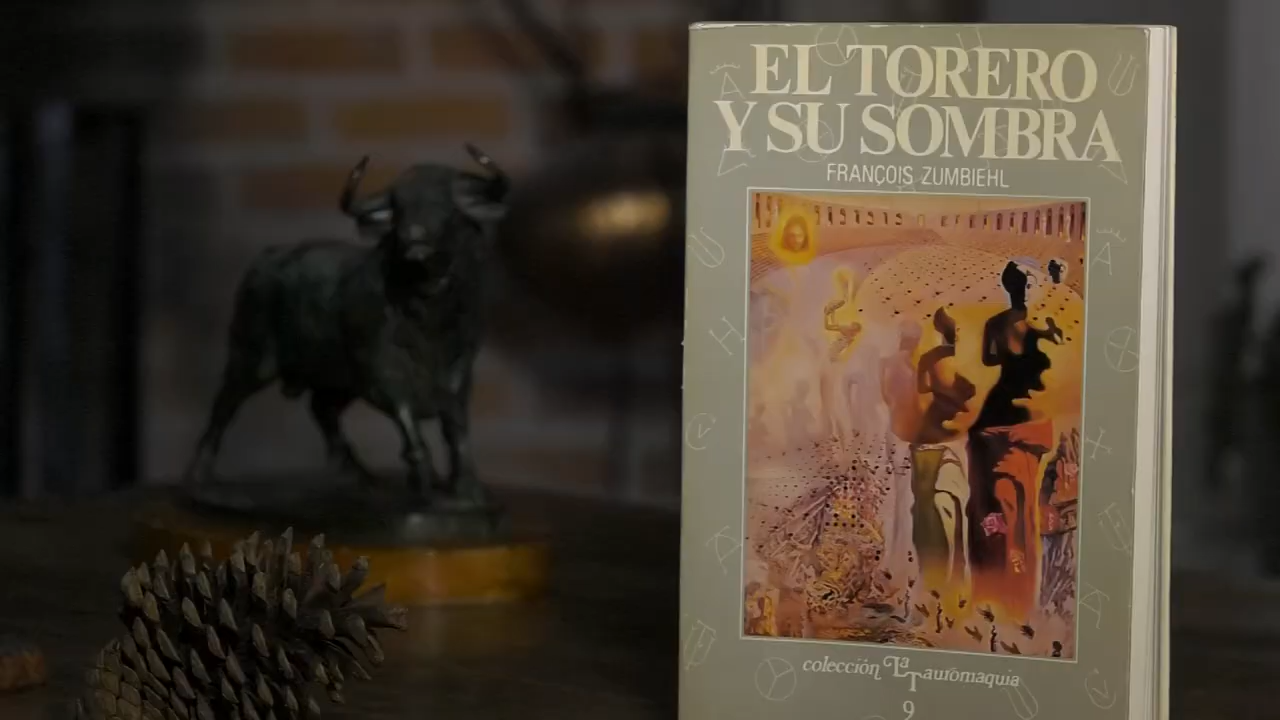 EL TORERO
Y SU SOMBRA
FRANÇOIS ZUMBIEHL
colección La Tauromaquia
9